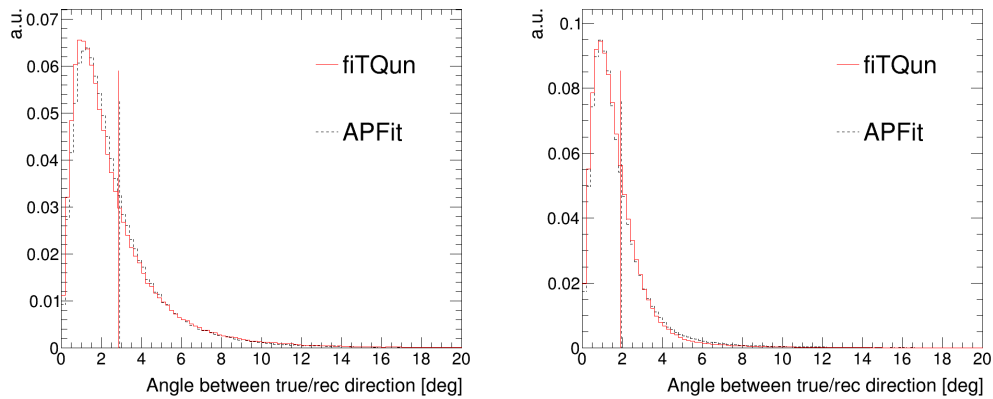 a.u.
0.07
0.06
0.05
0.04
0.03
0.02
0.01
0
0 2 4 6 8 10 12 14 16 18 20
Angle between true/rec direction [deg]
fiTQun
APFit
a.u.
0.1
0.08
0.06
0.04
0.02
0
0 2 4 6 8 10 12 14 16 18 20
Angle between true/rec direction [deg]
fiTQun
APFit